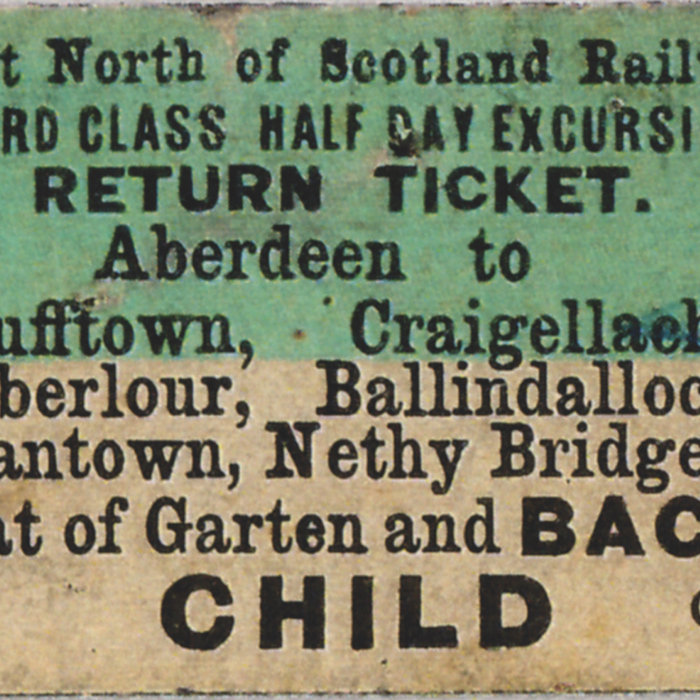 t North of Scotland Rail
RD CLASS HALF DAY EXCURSI
RETURN TICKET.
Aberdeen to
ufftown, Craigellach
berlour, Ballindalloc
antown, Nethy Bridge
at of Garten and BAC
CHILD